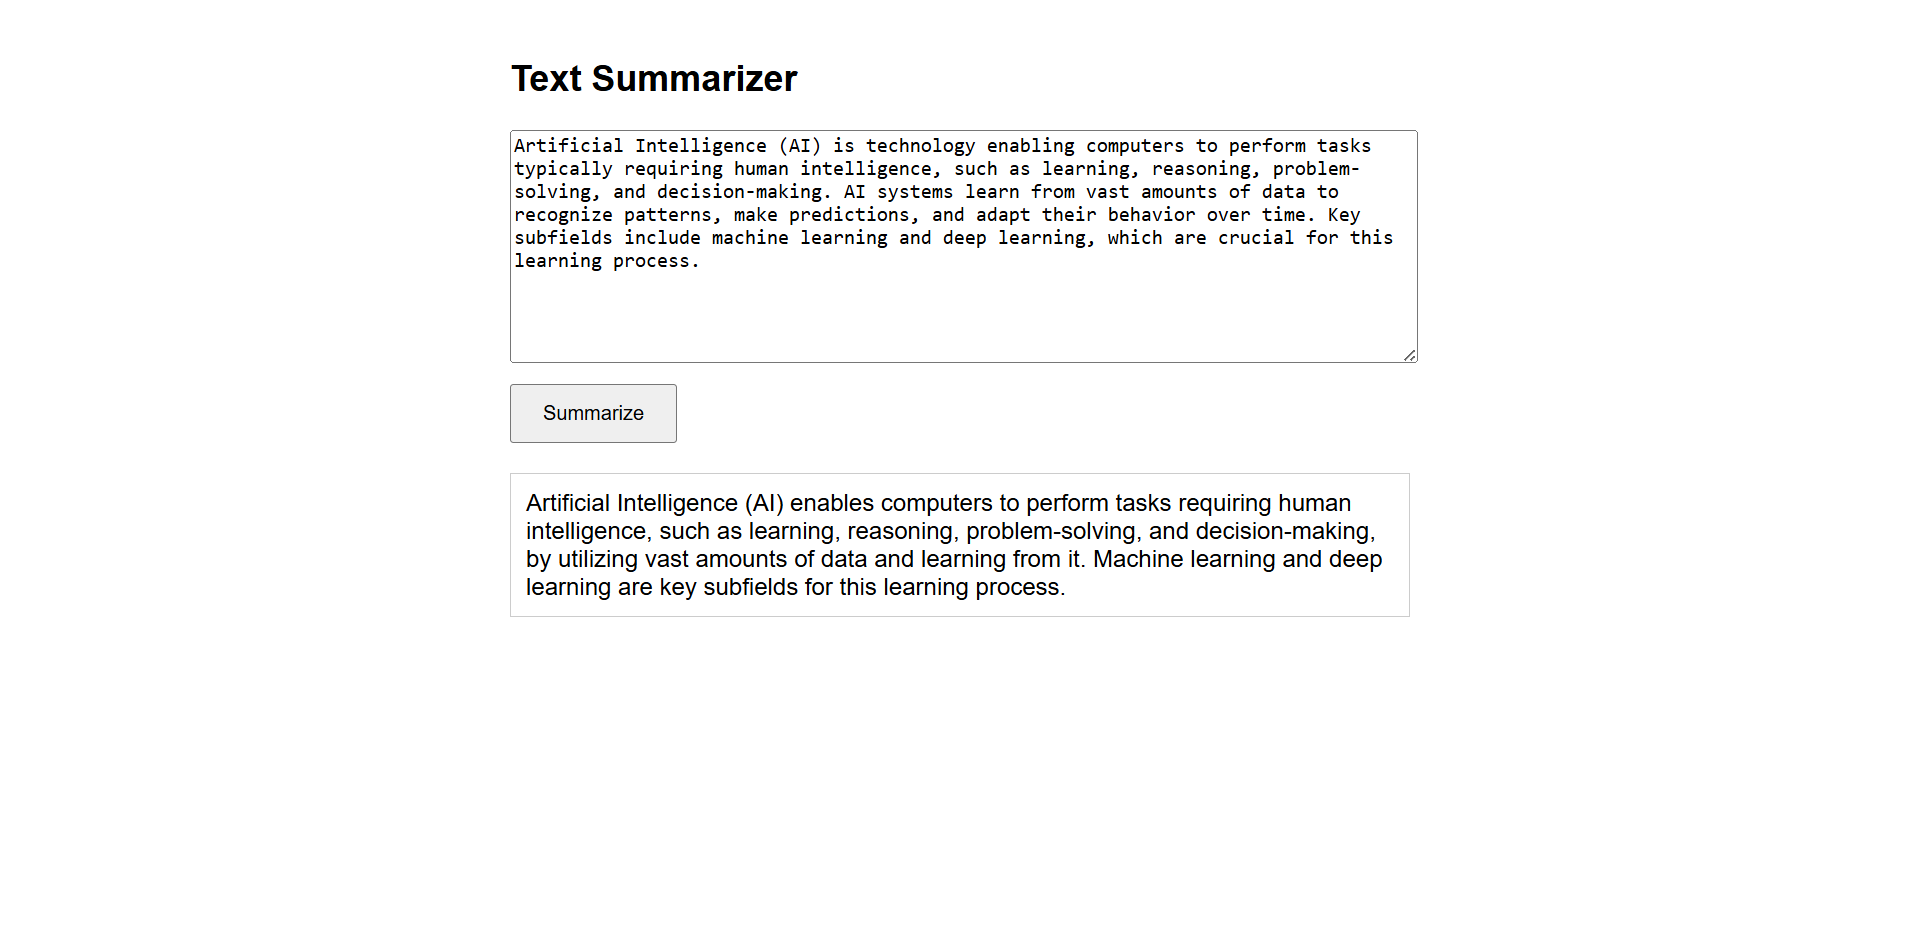 Text Summarizer
Artificial Intelligence (AI) is technology enabling computers to perform tasks
typically requiring human intelligence, such as learning, reasoning, problem-
solving, and decision-making. AI systems learn from vast amounts of data to
recognize patterns, make predictions, and adapt their behavior over time. Key
subfields include machine learning and deep learning, which are crucial for this
learning process.
Summarize
Artificial Intelligence (AI) enables computers to perform tasks requiring human
intelligence, such as learning, reasoning, problem-solving, and decision-making,
by utilizing vast amounts of data and learning from it. Machine learning and deep
learning are key subfields for this learning process.